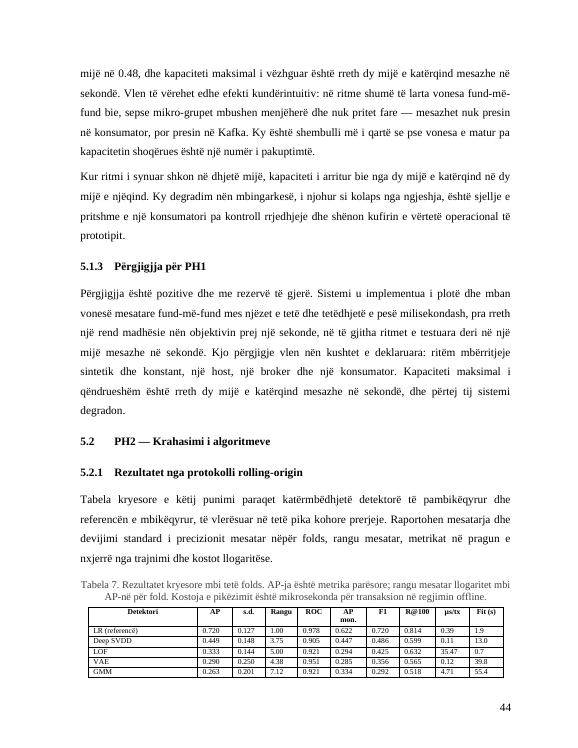 mijë në 0.48, dhe kapaciteti maksimal i vëzhguar është rreth dy mijë e katërqind mesazhe në
sekondë. Vlen të vërehet edhe efekti kundërintuitiv: në ritme shumë të larta vonesa fund-më-
fund bie, sepse mikro-grupet mbushen menjëherë dhe nuk pritet fare — mesazhet nuk presin
në konsumator, por presin në Kafka. Ky është shembulli më i qartë se pse vonesa e matur pa
kapacitetin shoqërues është një numër i pakuptimtë.
Kur ritmi i synuar shkon në dhjetë mijë, kapaciteti i arritur bie nga dy mijë e katërqind në dy
mijë e njëqind. Ky degradim nën mbingarkesë, i njohur si kolaps nga ngjeshja, është sjellje e
pritshme e një konsumatori pa kontroll rrjedhjeje dhe shënon kufirin e vërtetë operacional të
prototipit.
5.1.3 Përgjigjja për PH1
Përgjigjja është pozitive dhe me rezervë të gjerë. Sistemi u implementua i plotë dhe mban
vonesë mesatare fund-më-fund mes njëzet e tetë dhe tetëdhjetë e pesë milisekondash, pra rreth
një rend madhësie nën objektivin prej një sekonde, në të gjitha ritmet e testuara deri në një
mijë mesazhe në sekondë. Kjo përgjigje vlen nën kushtet e deklaruara: ritëm mbërritjeje
sintetik dhe konstant, një host, një broker dhe një konsumator. Kapaciteti maksimal i
qëndrueshëm është rreth dy mijë e katërqind mesazhe në sekondë, dhe përtej tij sistemi
degradon.
5.2 PH2 — Krahasimi i algoritmeve
5.2.1 Rezultatet nga protokolli rolling-origin
Tabela kryesore e këtij punimi paraqet katërmbëdhjetë detektorë të pambikëqyrur dhe
referencën e mbikëqyrur, të vlerësuar në tetë pika kohore prerjeje. Raportohen mesatarja dhe
devijimi standard i precizionit mesatar nëpër folds, rangu mesatar, metrikat në pragun e
nxjerrë nga trajnimi dhe kostot llogaritëse.
Tabela 7. Rezultatet kryesore mbi tetë folds. AP-ja është metrika parësore; rangu mesatar llogaritet mbi
AP-në për fold. Kostoja e pikëzimit është mikrosekonda për transaksion në regjimin offline.
Detektori AP s.d. Rangu ROC AP mon. F1 R@100 µs/tx Fit (s)
LR (referencë) 0.720 0.127 1.00 0.978 0.622 0.720 0.814 0.39 1.9
Deep SVDD 0.449 0.148 3.75 0.905 0.447 0.486 0.599 0.11 13.0
LOF 0.333 0.144 5.00 0.921 0.294 0.425 0.632 35.47 0.7
VAE 0.290 0.250 4.38 0.951 0.285 0.356 0.565 0.12 39.8
GMM 0.263 0.201 7.12 0.921 0.334 0.292 0.518 4.71 55.4
44